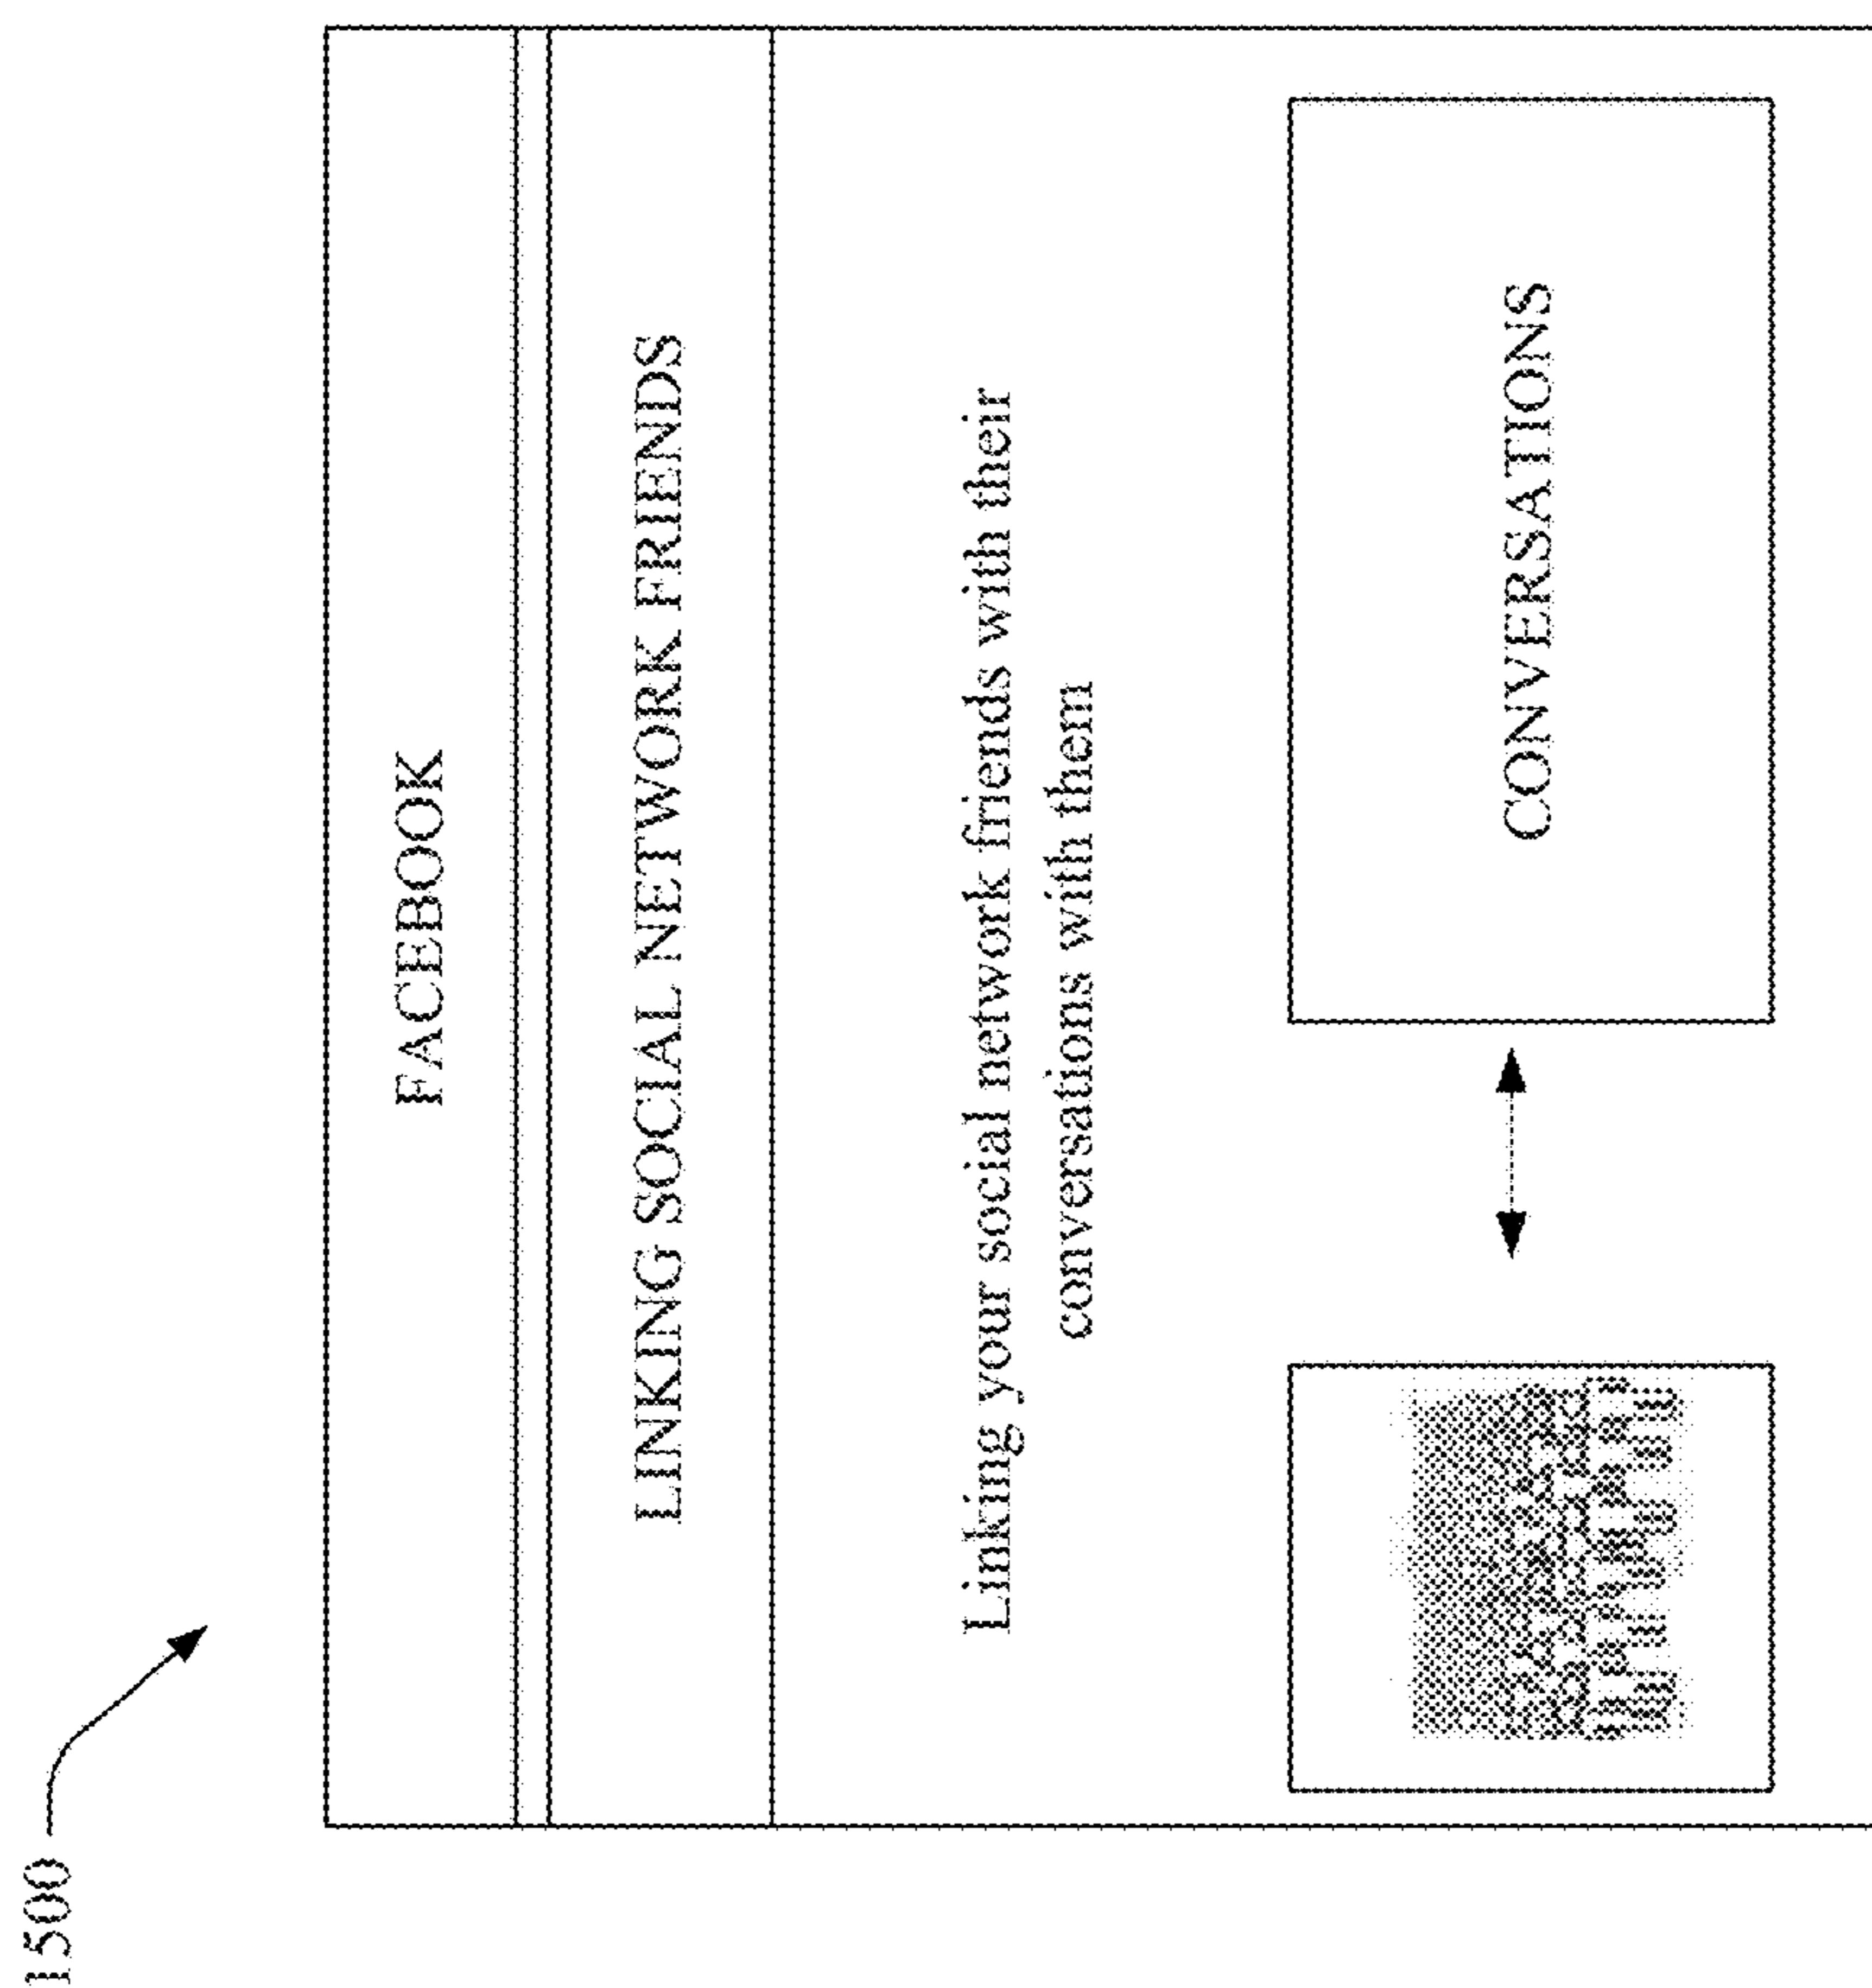 1500
FACEBOOK
LINKING SOCIAL NETWORK FRIENDS
Linking your social network friends with their
conversations with them
CONVERSATIONS